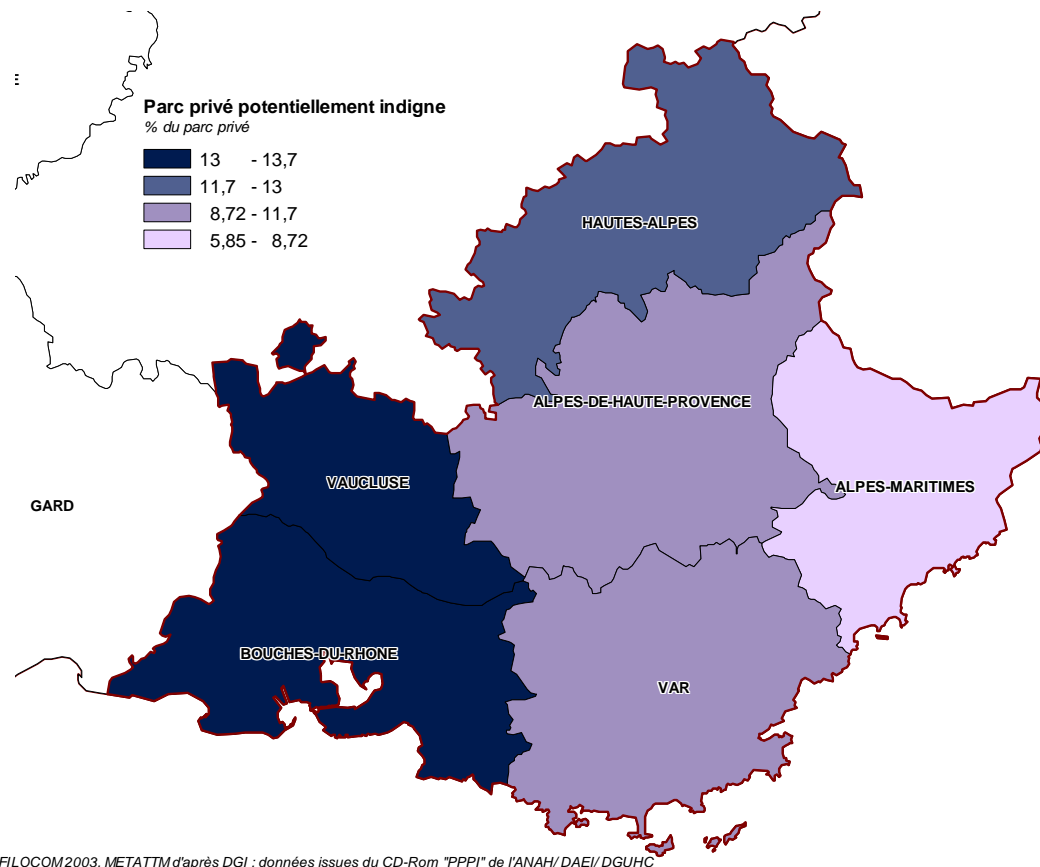 Parc privé potentiellement indigne
% du parc privé
13 - 13,7
11,7 - 13
8,72 - 11,7
5,85 - 8,72
HAUTES-ALPES
ALPES-DE-HAUTE-PROVENCE
VAUCLUSE
ALPES-MARITIMES
GARD
BOUCHES-DU-RHONE
VAR
FILOCOM2003, METATTM d'après DGI ; données issues du CD-Rom "PPPI" de l'ANAH/ DAEI/ DGUHC